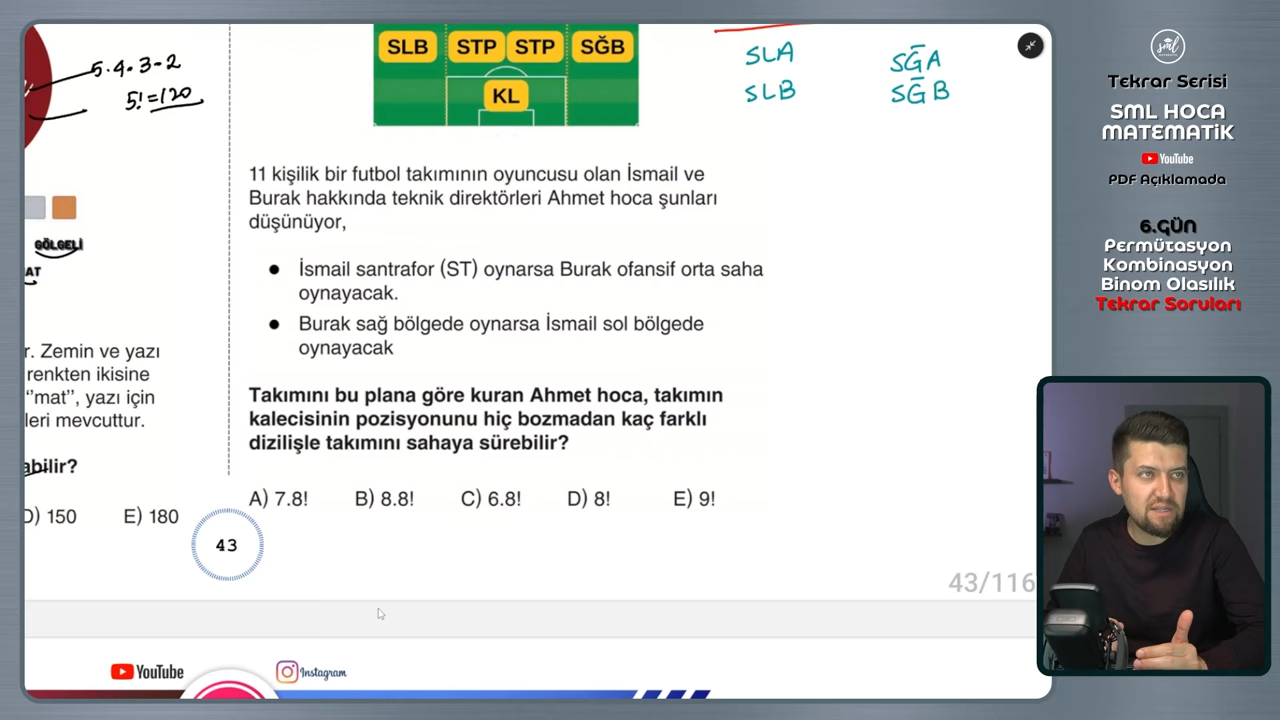 5.4.3.2
5!=120
GÖLGELİ
AT
r. Zemin ve yazı
renkten ikisine
"mat", yazı için
leri mevcuttur.
abilir?
D) 150 E) 180
SLB STP STP SĞB
KL
SLA SĞA
SLB SĞB
11 kişilik bir futbol takımının oyuncusu olan İsmail ve
Burak hakkında teknik direktörleri Ahmet hoca şunları
düşünüyor,
● İsmail santrafor (ST) oynarsa Burak ofansif orta saha
oynayacak.
● Burak sağ bölgede oynarsa İsmail sol bölgede
oynayacak
Takımını bu plana göre kuran Ahmet hoca, takımın
kalecisinin pozisyonunu hiç bozmadan kaç farklı
dizilişle takımını sahaya sürebilir?
A) 7.8! B) 8.8! C) 6.8! D) 8! E) 9!
43
43/116
YouTube Instagram
sml
Tekrar Serisi
SML HOCA
MATEMATİK
YouTube
PDF Açıklamada
6.GÜN
Permütasyon
Kombinasyon
Binom Olasılık
Tekrar Soruları